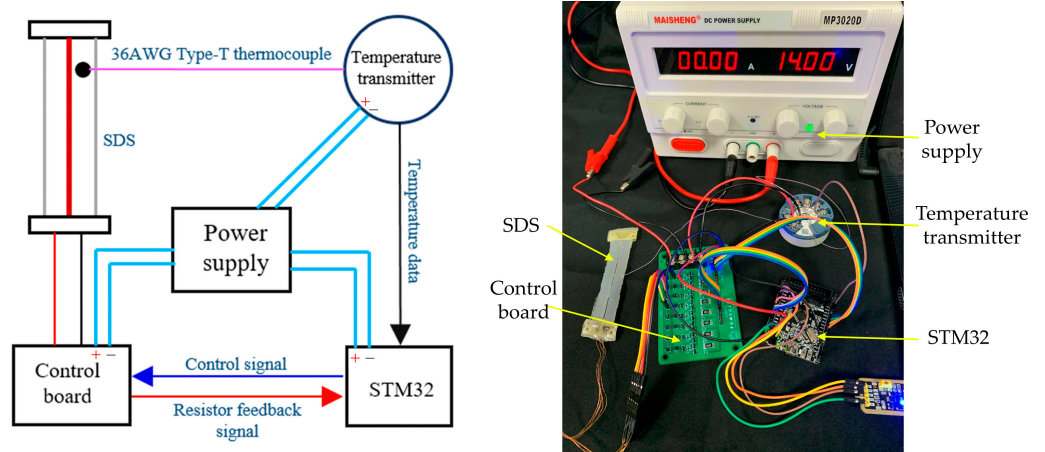 36AWG Type-T thermocouple
Temperature
transmitter
+
−
SDS
Temperature data
Power
supply
+ −
+ −
Control
board
Control signal
STM32
Resistor feedback
signal
MAISHENG® DC POWER SUPPLY
MP3020D
00.00 A 14.00 V
CURRENT
VOLTAGE
Power
supply
SDS
Temperature
transmitter
Control
board
STM32